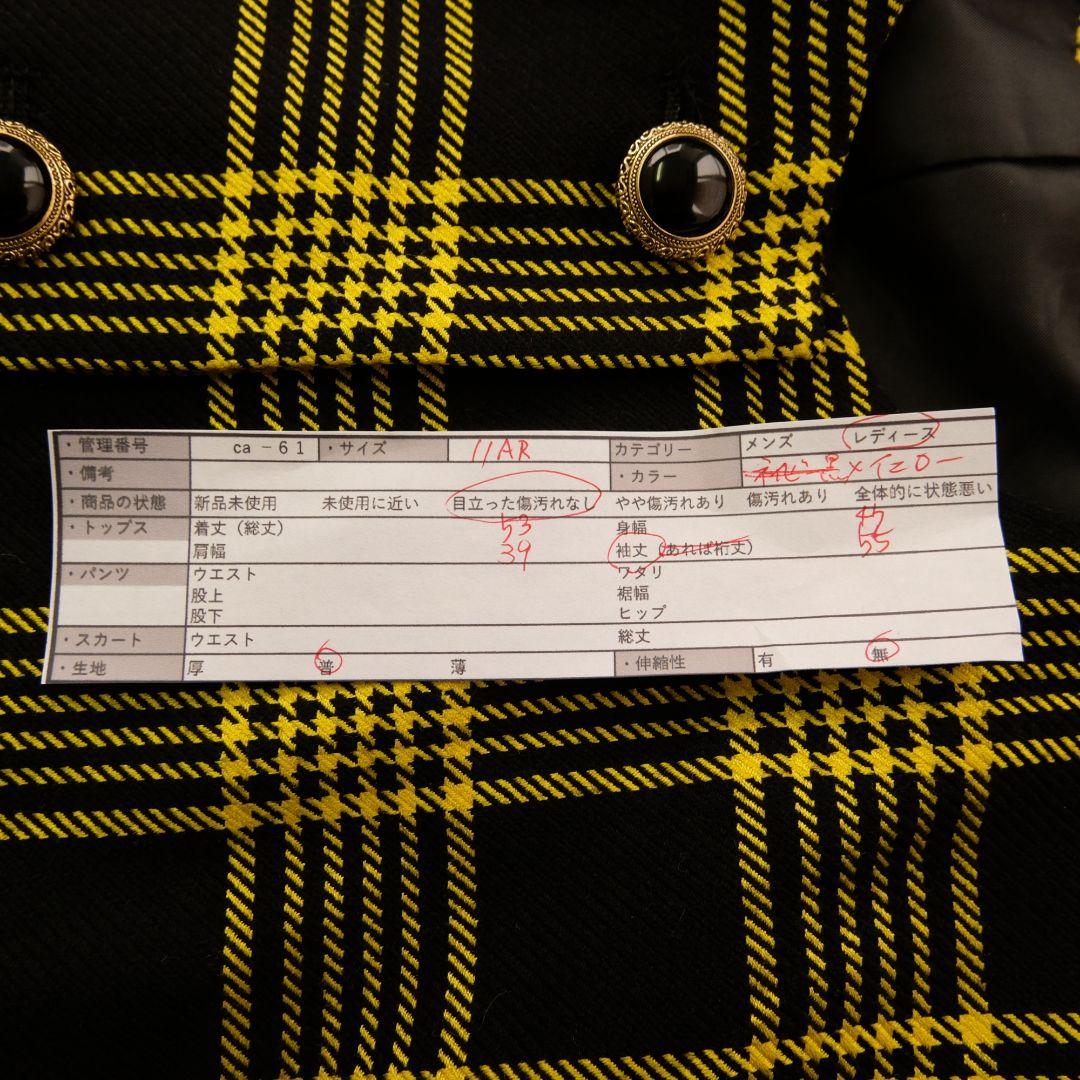 ・管理番号 ca－61 ・サイズ 11AR カテゴリー メンズ レディース
・備考 ・カラー 黒×イエロー
・商品の状態 新品未使用 未使用に近い 目立った傷汚れなし やや傷汚れあり 傷汚れあり 全体的に状態悪い
・トップス 着丈（総丈） 53 身幅
肩幅 39 袖丈（あれば裄丈） 55
・パンツ ウエスト ワタリ
股上 裾幅
股下 ヒップ
・スカート ウエスト 総丈
・生地 厚 普 薄 ・伸縮性 有 無